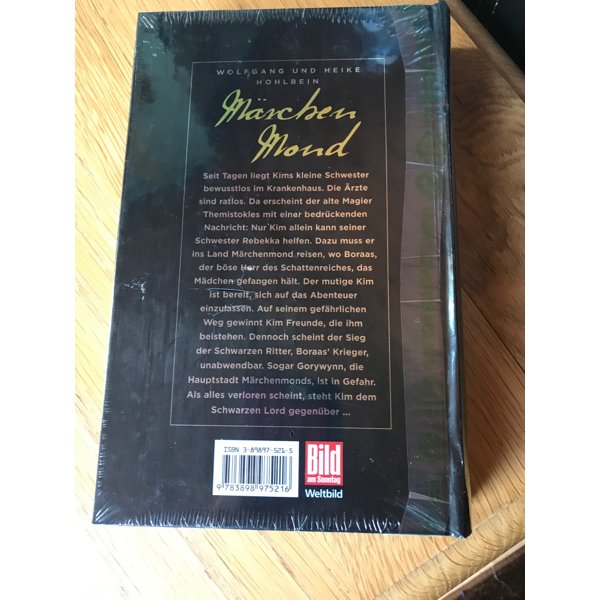 WOLFGANG UND HEIKE
HOHLBEIN
Märchen
Mond
Seit Tagen liegt Kims kleine Schwester
bewusstlos im Krankenhaus. Die Ärzte
sind ratlos. Da erscheint der alte Magier
Themistokles mit einer bedrückenden
Nachricht: Nur Kim allein kann seiner
Schwester Rebekka helfen. Dazu muss er
ins Land Märchenmond reisen, wo Boraas,
der böse Herr des Schattenreiches, das
Mädchen gefangen hält. Der mutige Kim
ist bereit, sich auf das Abenteuer
einzulassen. Auf seinem gefährlichen
Weg gewinnt Kim Freunde, die ihm
beistehen. Dennoch scheint der Sieg
der Schwarzen Ritter, Boraas' Krieger,
unabwendbar. Sogar Gorywynn, die
Hauptstadt Märchenmonds, ist in Gefahr.
Als alles verloren scheint, steht Kim dem
Schwarzen Lord gegenüber ...
ISBN 3-89897-521-5
9 783898 975216
Bild
am Sonntag
Weltbild